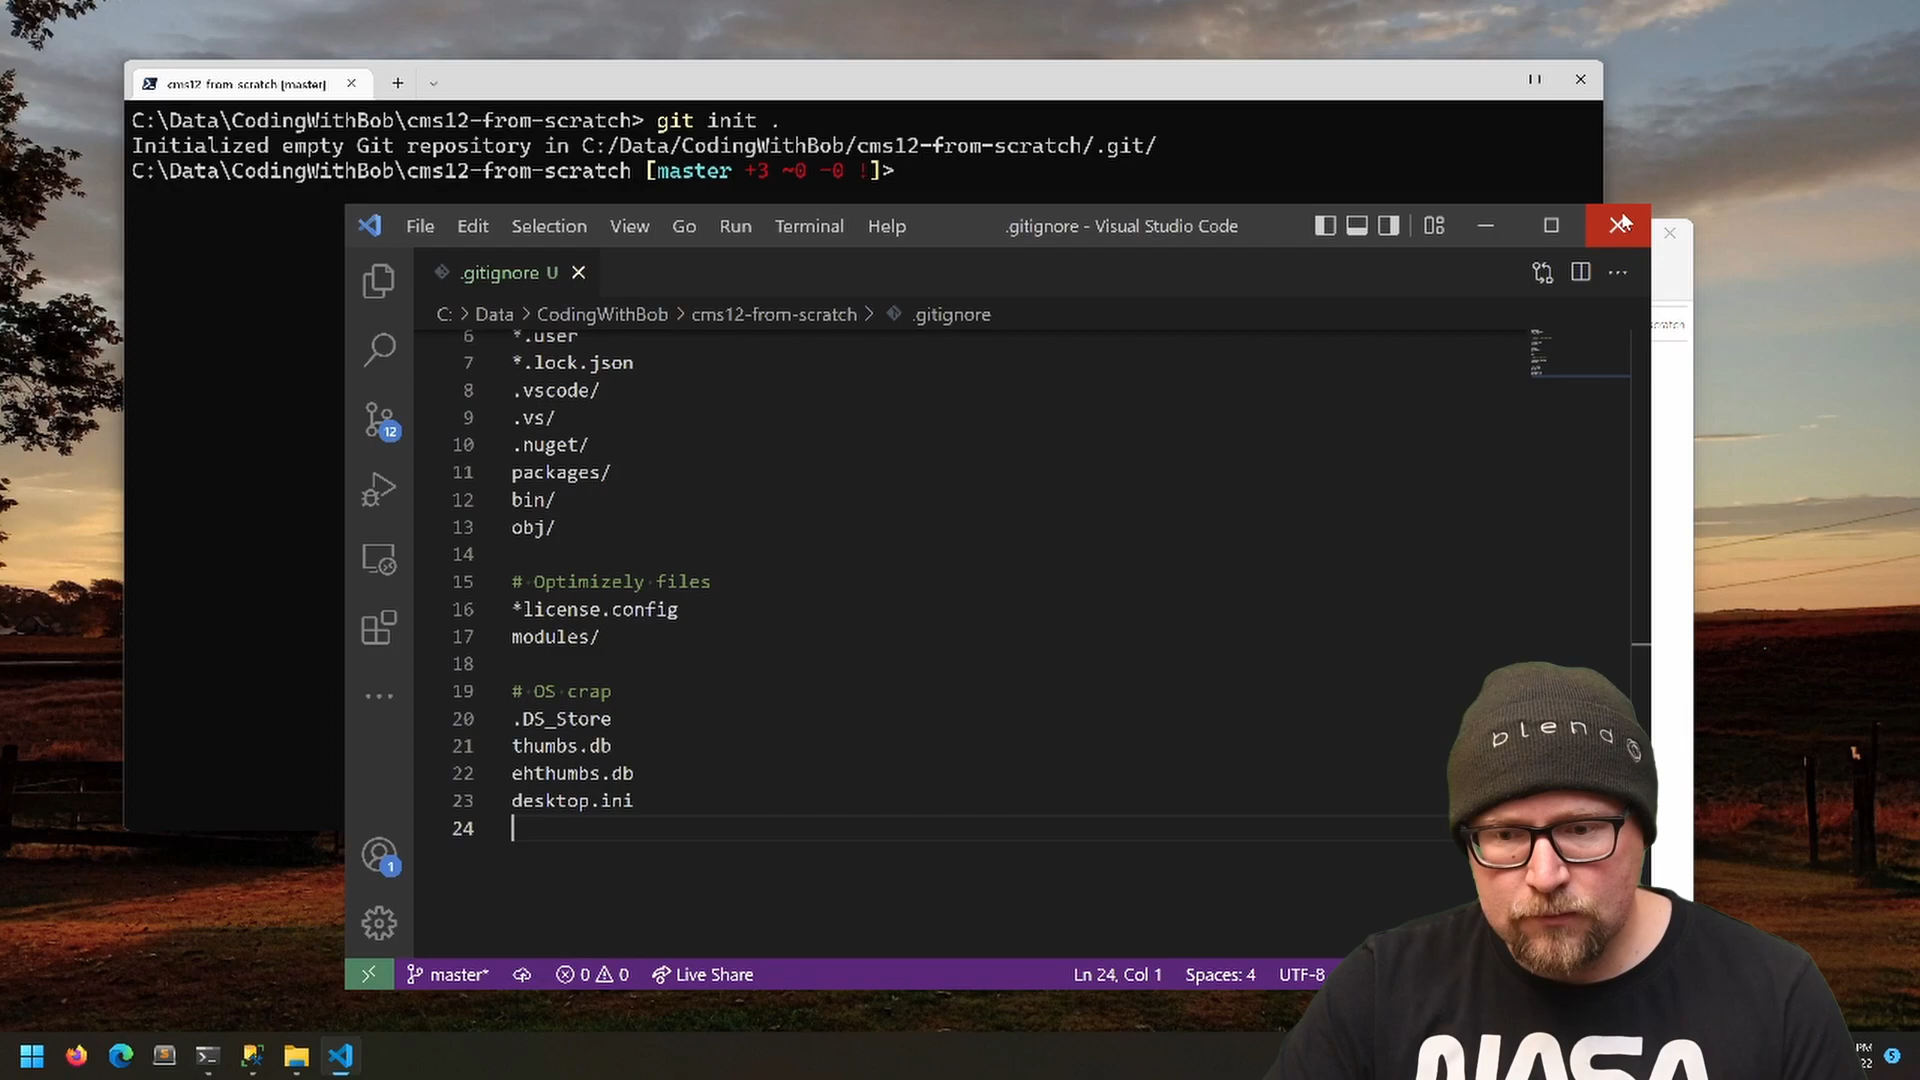 cms12-from-scratch [master]
C:\Data\CodingWithBob\cms12-from-scratch> git init .
Initialized empty Git repository in C:/Data/CodingWithBob/cms12-from-scratch/.git/
C:\Data\CodingWithBob\cms12-from-scratch [master +3 ~0 -0 !]>
File Edit Selection View Go Run Terminal Help .gitignore - Visual Studio Code
.gitignore U
C: > Data > CodingWithBob > cms12-from-scratch > .gitignore
6 *.user
7 *.lock.json
8 .vscode/
9 .vs/
10 .nuget/
11 packages/
12 bin/
13 obj/
14
15 # Optimizely files
16 *license.config
17 modules/
18
19 # OS crap
20 .DS_Store
21 thumbs.db
22 ehthumbs.db
23 desktop.ini
24
12
1
master* 0 0 Live Share Ln 24, Col 1 Spaces: 4 UTF-8
scratch
blend
NASA
PM
22
5